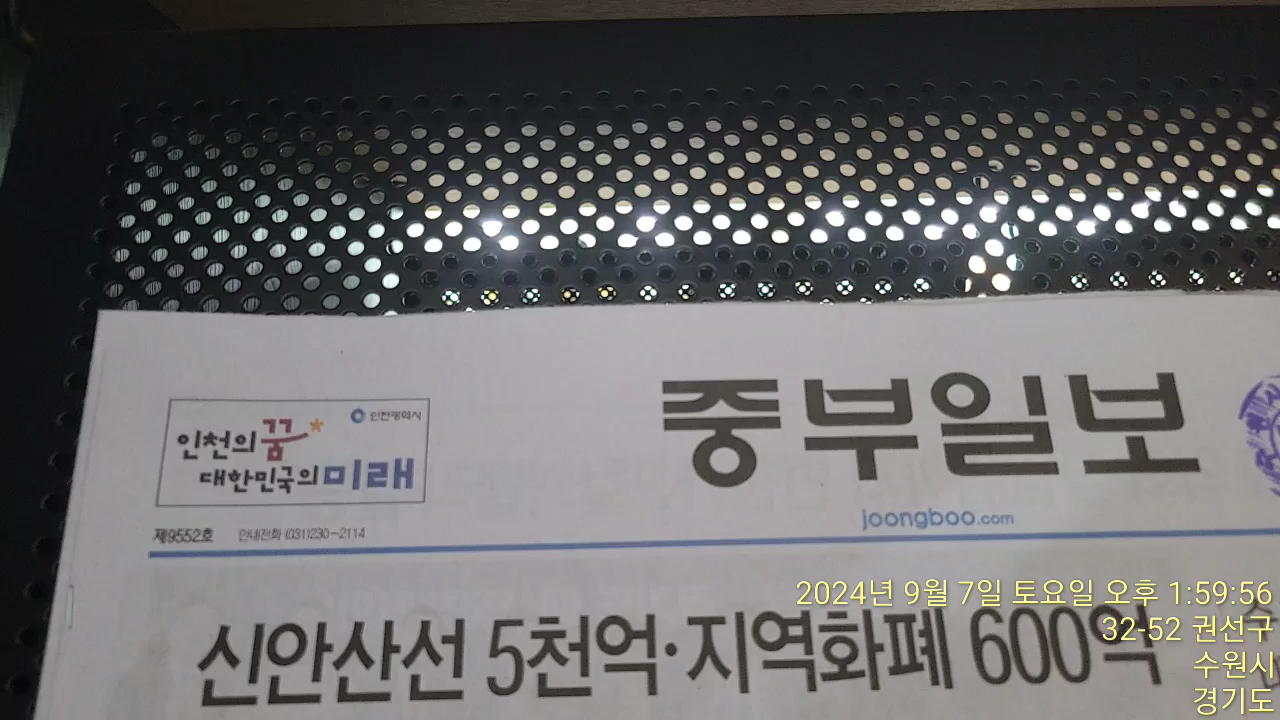 인천광역시
인천의 꿈
대한민국의 미래
중부일보
joongboo.com
제9552호 안내전화 (031)230-2114
신안산선 5천억·지역화폐 600억
2024년 9월 7일 토요일 오후 1:59:56
32-52 권선구
수원시
경기도